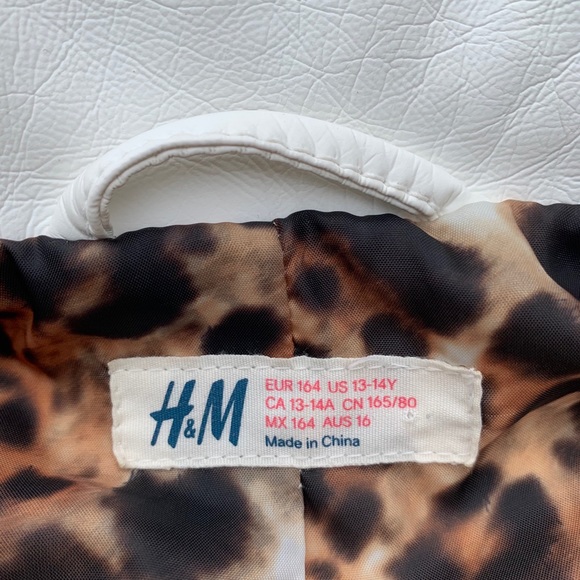 H&M
EUR 164 US 13-14Y
CA 13-14A CN 165/80
MX 164 AUS 16
Made in China